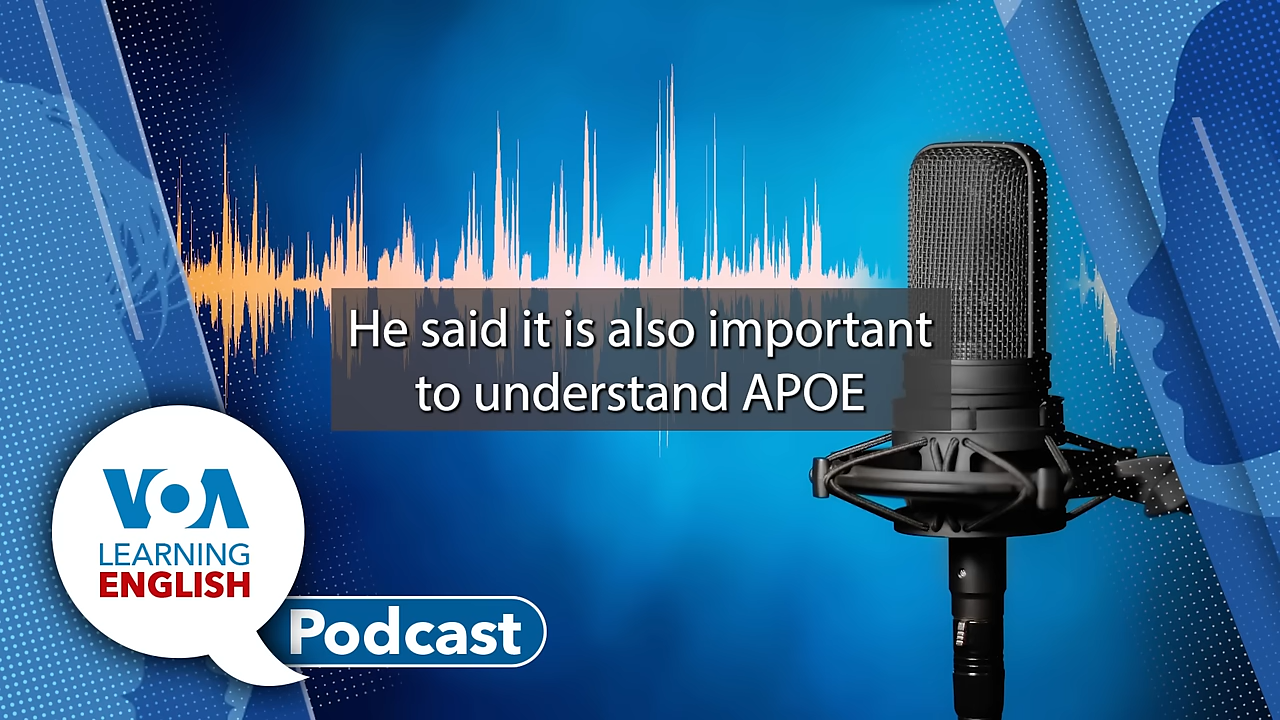 He said it is also important
to understand APOE
VOA
LEARNING
ENGLISH
Podcast